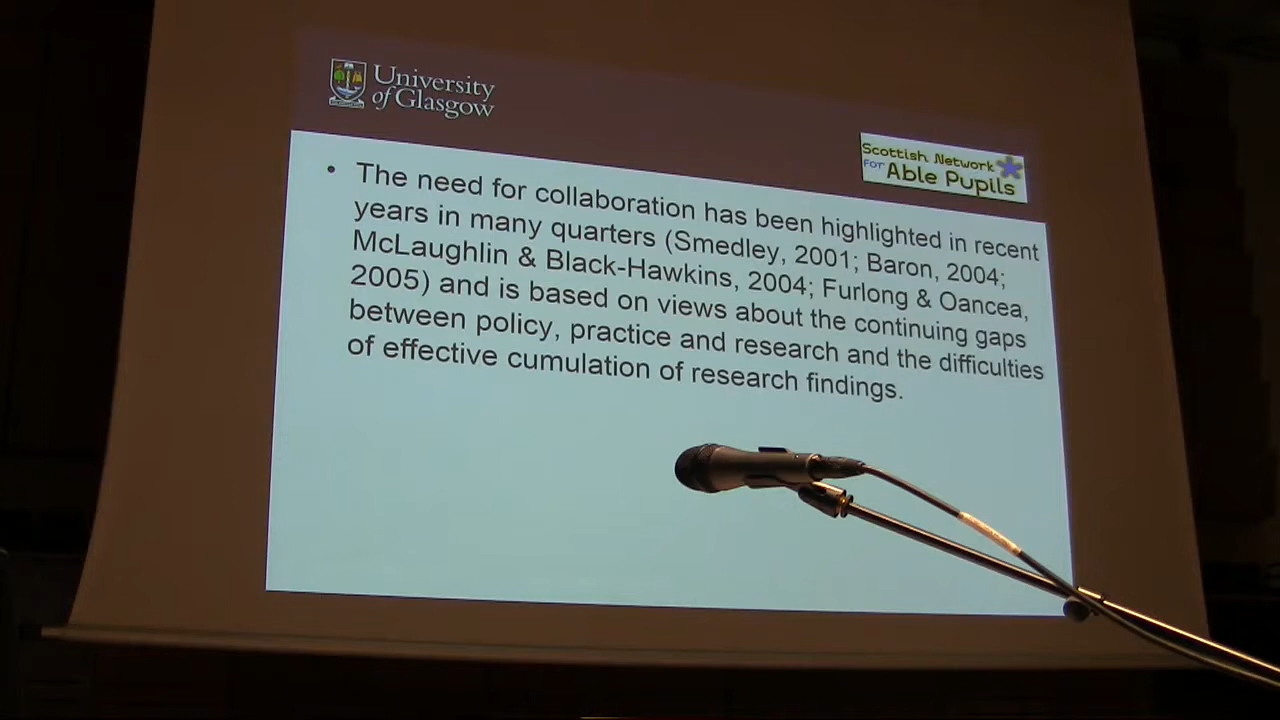 University
of Glasgow
Scottish Network
For Able Pupils
• The need for collaboration has been highlighted in recent
years in many quarters (Smedley, 2001; Baron, 2004;
McLaughlin & Black-Hawkins, 2004; Furlong & Oancea,
2005) and is based on views about the continuing gaps
between policy, practice and research and the difficulties
of effective cumulation of research findings.